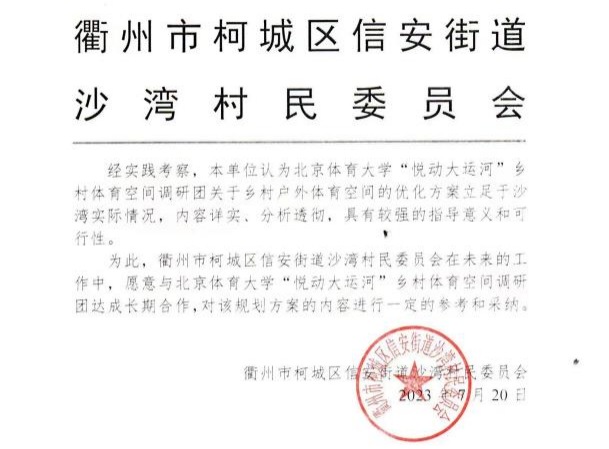 衢州市柯城区信安街道
沙湾村民委员会
经实践考察，本单位认为北京体育大学“悦动大运河”乡
村体育空间调研团关于乡村户外体育空间的优化方案立足于沙
湾实际情况，内容详实、分析透彻，具有较强的指导意义和可
行性。
为此，衢州市柯城区信安街道沙湾村民委员会在未来的工
作中，愿意与北京体育大学“悦动大运河”乡村体育空间调研
团达成长期合作，对该规划方案的内容进行一定的参考和采纳。
衢州市柯城区信安街道沙湾村民委员会
2023年7月20日
衢州市柯城区信安街道沙湾村民委员会